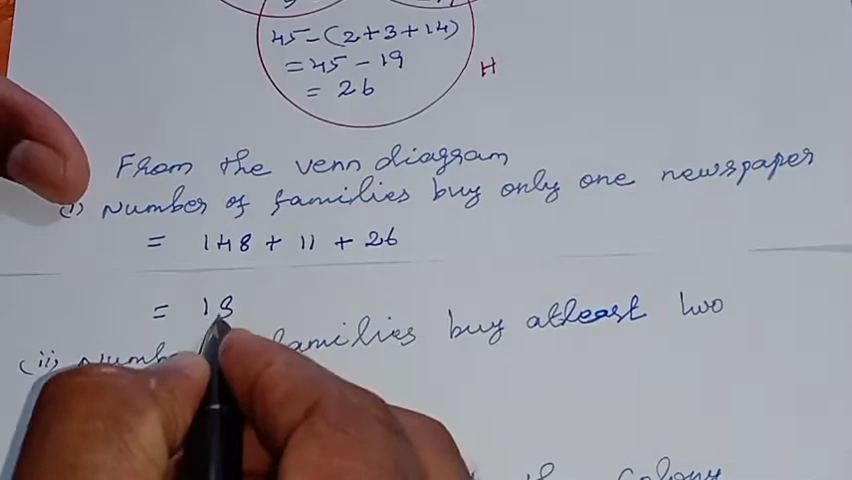 45-(2+3+14)
= 45 - 19
= 26
H
From the venn diagram
(i) Number of families buy only one newspaper
= 148 + 11 + 26
= 18
(ii) families buy atleast two